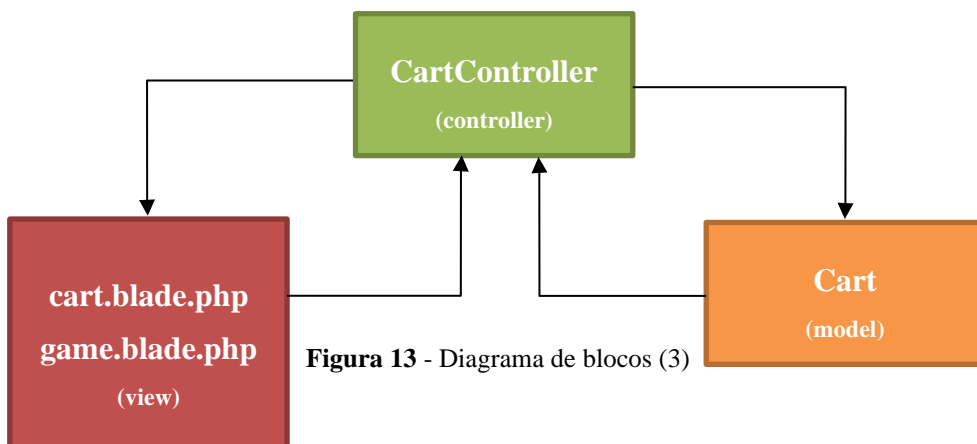 CartController
(controller)
cart.blade.php
game.blade.php
(view)
Cart
(model)
Figura 13 - Diagrama de blocos (3)